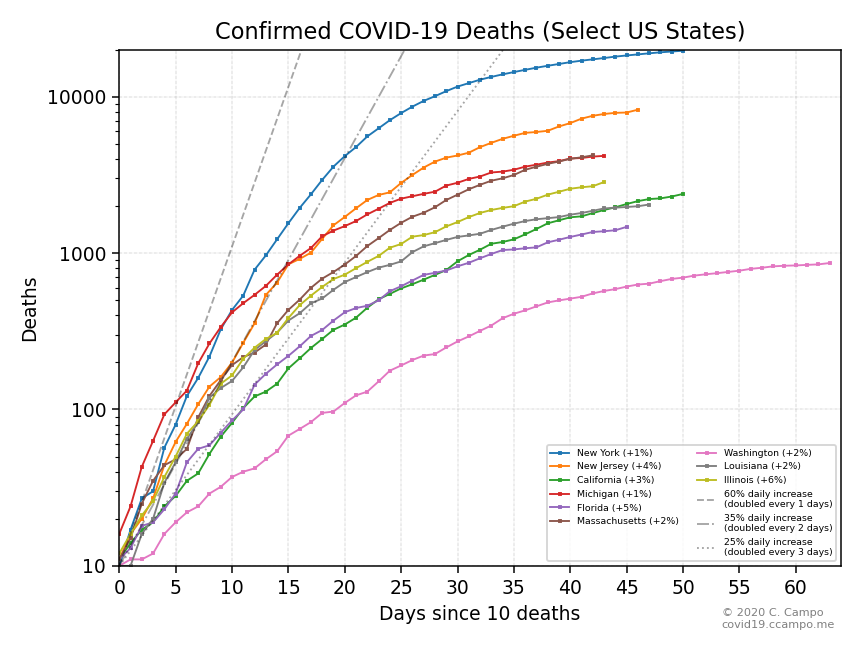 Confirmed COVID-19 Deaths (Select US States)
Deaths
10000
1000
100
10
0 5 10 15 20 25 30 35 40 45 50 55 60
Days since 10 deaths
New York (+1%)
New Jersey (+4%)
California (+3%)
Michigan (+1%)
Florida (+5%)
Massachusetts (+2%)
Washington (+2%)
Louisiana (+2%)
Illinois (+6%)
60% daily increase
(doubled every 1 days)
35% daily increase
(doubled every 2 days)
25% daily increase
(doubled every 3 days)
© 2020 C. Campo
covid19.ccampo.me